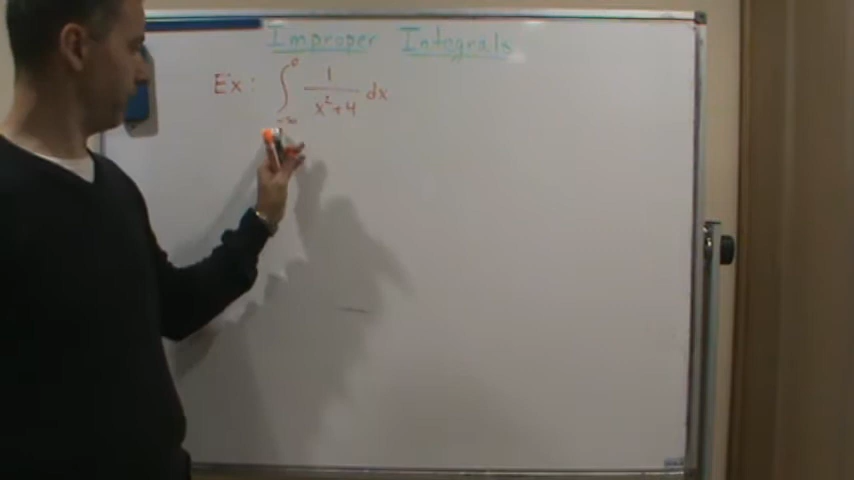 Improper Integrals
Ex: ∫_{-∞}^{0} 1/(x²+4) dx